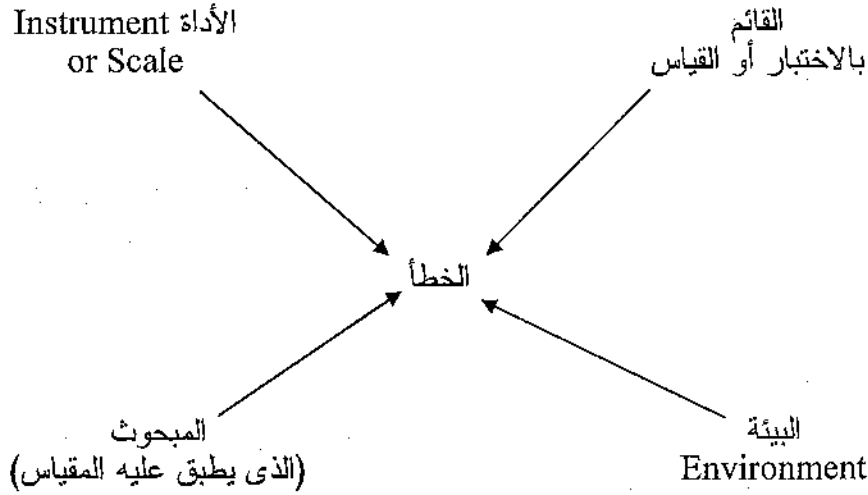 القائم
بالاختبار أو القياس
الأداة Instrument
or Scale
الخطأ
البيئة
Environment
المبحوث
(الذى يطبق عليه المقياس)